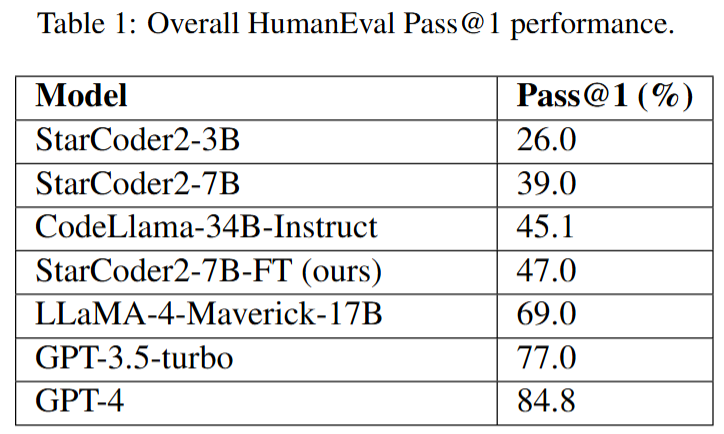 Table 1: Overall HumanEval Pass@1 performance.
Model Pass@1 (%)
StarCoder2-3B 26.0
StarCoder2-7B 39.0
CodeLlama-34B-Instruct 45.1
StarCoder2-7B-FT (ours) 47.0
LLaMA-4-Maverick-17B 69.0
GPT-3.5-turbo 77.0
GPT-4 84.8